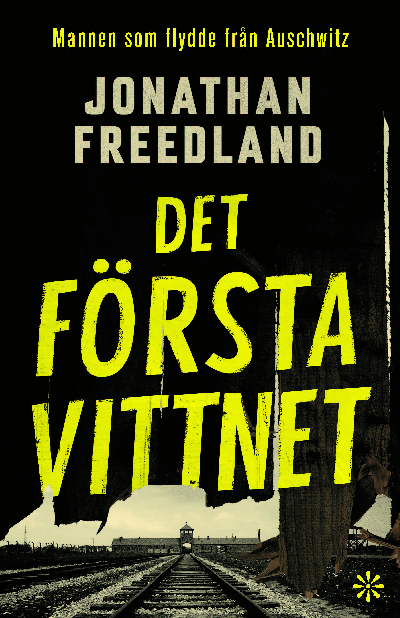 Mannen som flydde från Auschwitz
JONATHAN
FREEDLAND
DET
FÖRSTA
VITTNET